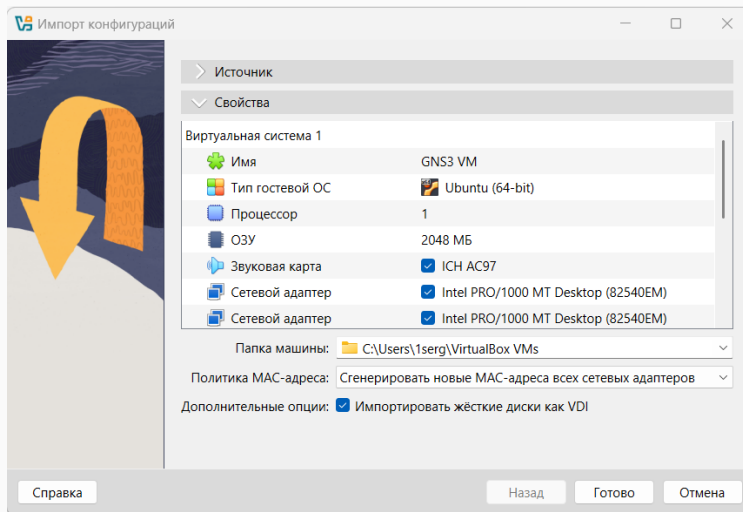 Импорт конфигураций
Источник
Свойства
Виртуальная система 1
Имя GNS3 VM
Тип гостевой ОС Ubuntu (64-bit)
Процессор 1
ОЗУ 2048 МБ
Звуковая карта ICH AC97
Сетевой адаптер Intel PRO/1000 MT Desktop (82540EM)
Сетевой адаптер Intel PRO/1000 MT Desktop (82540EM)
Папка машины: C:\Users\1serg\VirtualBox VMs
Политика MAC-адреса: Сгенерировать новые MAC-адреса всех сетевых адаптеров
Дополнительные опции: Импортировать жёсткие диски как VDI
Справка Назад Готово Отмена